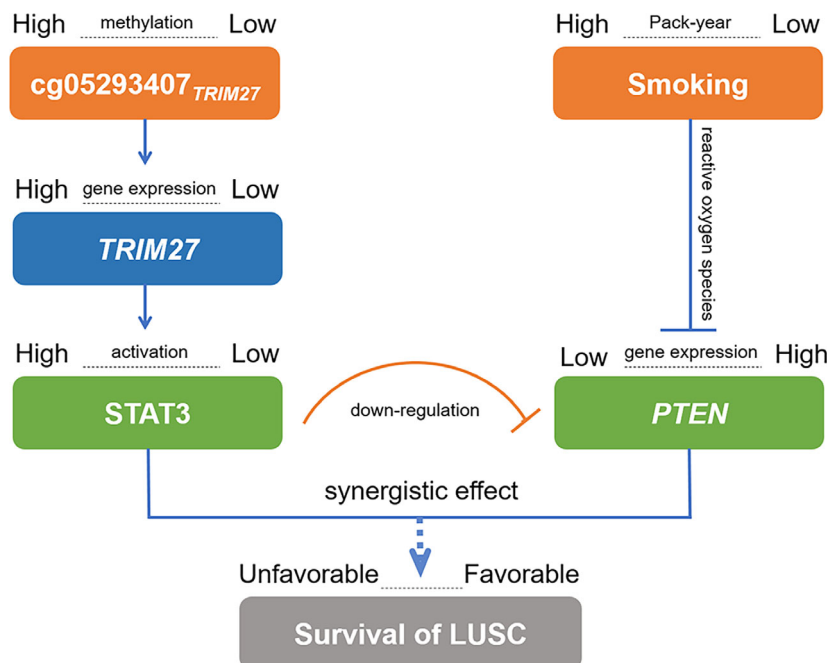 High methylation Low
cg05293407TRIM27
High gene expression Low
TRIM27
High activation Low
STAT3
High Pack-year Low
Smoking
reactive oxygen species
Low gene expression High
PTEN
down-regulation
synergistic effect
Unfavorable Favorable
Survival of LUSC